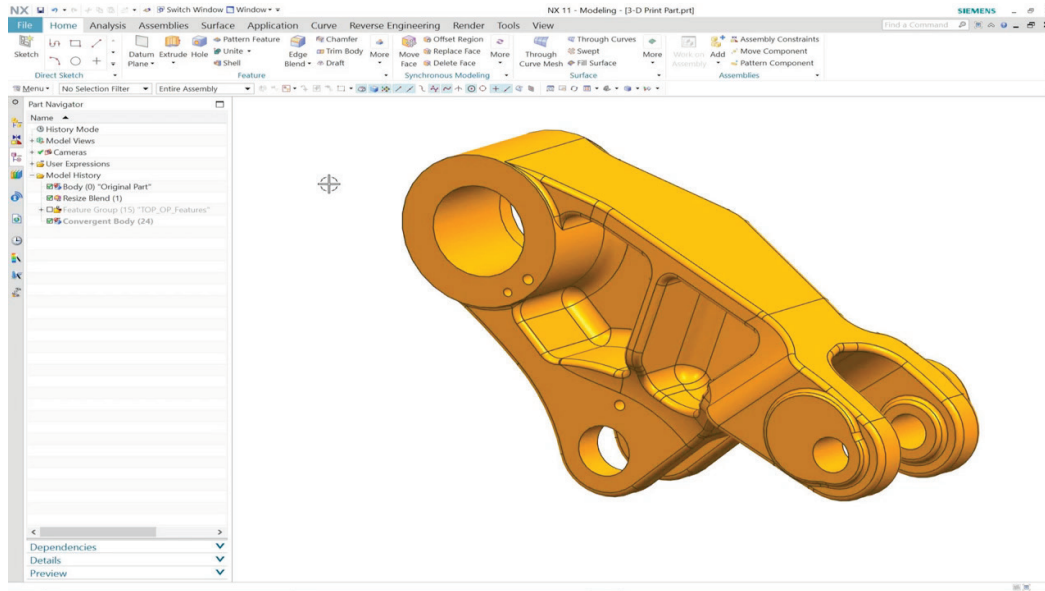 NX Switch Window Window NX 11 - Modeling - [3-D Print Part.prt] SIEMENS
File Home Analysis Assemblies Surface Application Curve Reverse Engineering Render Tools View Find a Command
Sketch
Direct Sketch
Datum Plane
Extrude
Hole
Pattern Feature
Unite
Shell
Edge Blend
Chamfer
Trim Body
Draft
More
Feature
Move Face
Offset Region
Replace Face
Delete Face
More
Synchronous Modeling
Through Curve Mesh
Through Curves
Swept
Fill Surface
More
Surface
Work on Assembly
Add
Assembly Constraints
Move Component
Pattern Component
Assemblies
Menu No Selection Filter Entire Assembly
Part Navigator
Name
History Mode
Model Views
Cameras
User Expressions
Model History
Body (0) "Original Part"
Resize Blend (1)
Feature Group (15) "TOP_OP_Features"
Convergent Body (24)
Dependencies
Details
Preview